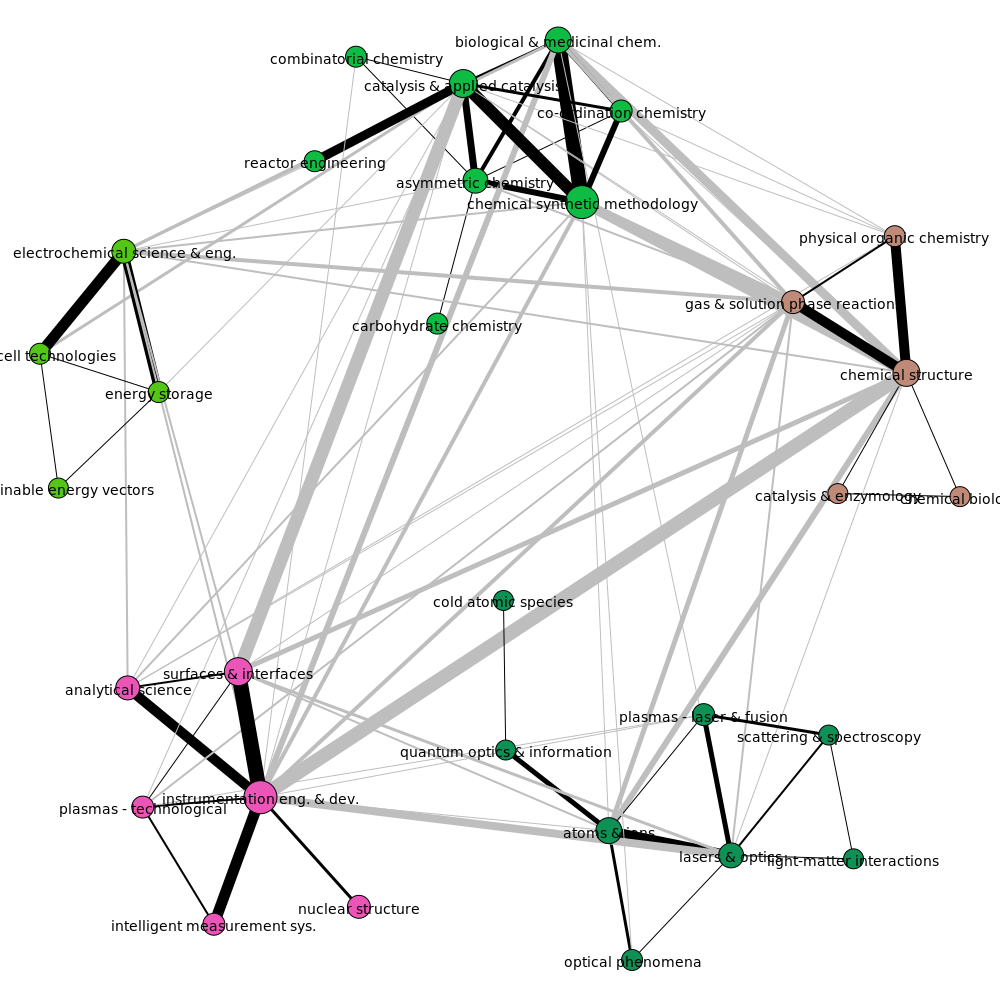 biological & medicinal chem.
combinatorial chemistry
catalysis & applied catalysis
co-ordination chemistry
reactor engineering
asymmetric chemistry
chemical synthetic methodology
physical organic chemistry
electrochemical science & eng.
gas & solution phase reactions
carbohydrate chemistry
cell technologies
chemical structure
energy storage
inable energy vectors
catalysis & enzymology
chemical biolo
cold atomic species
surfaces & interfaces
analytical science
plasmas - laser & fusion
scattering & spectroscopy
quantum optics & information
instrumentation eng. & dev.
plasmas - technological
atoms & ions
lasers & optics
light-matter interactions
nuclear structure
intelligent measurement sys.
optical phenomena